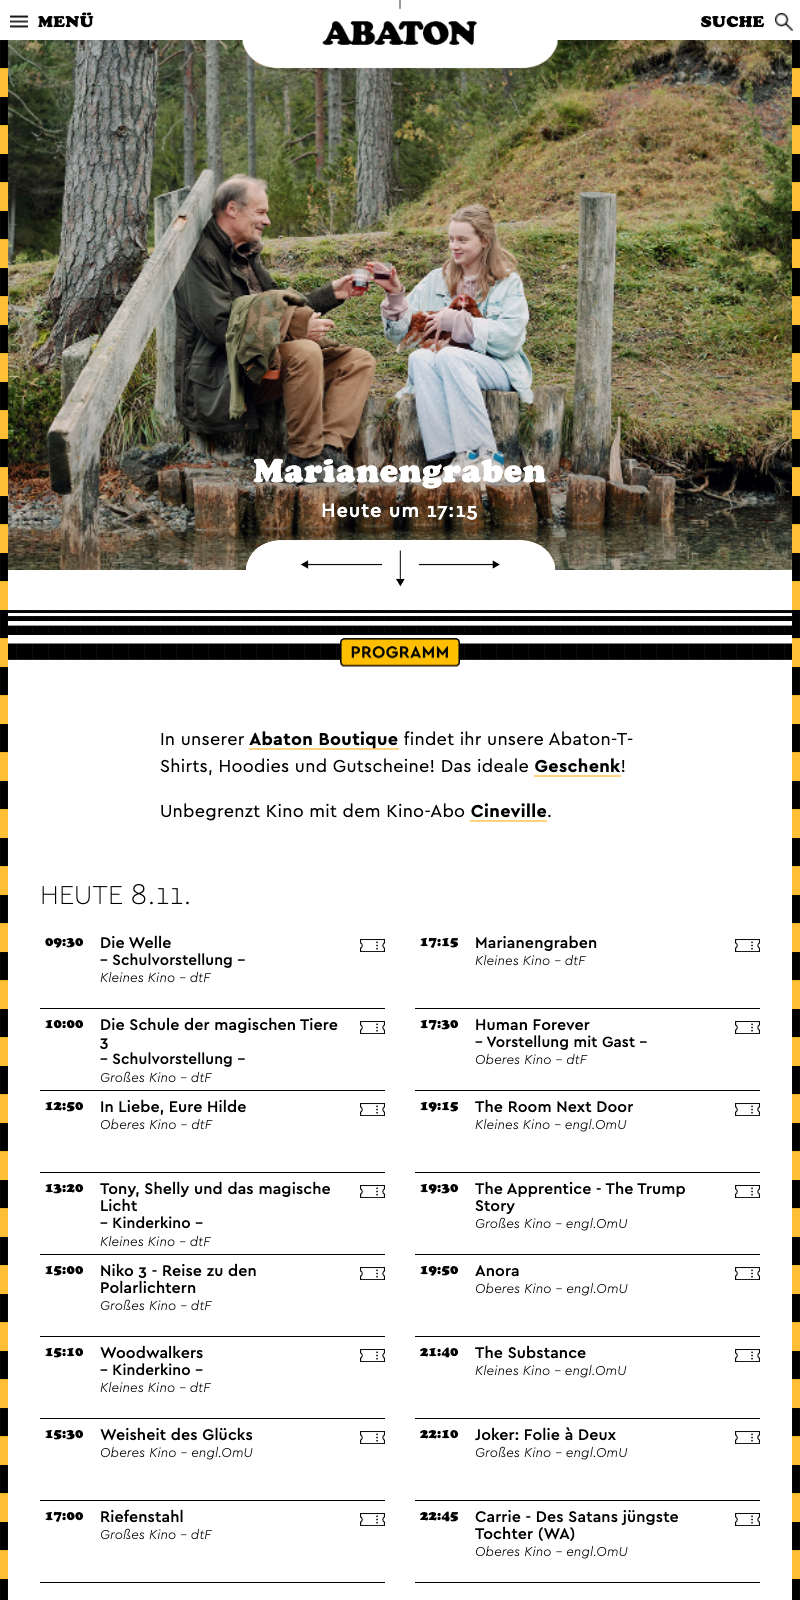 MENÜ
ABATON
SUCHE
Marianengraben
Heute um 17:15
PROGRAMM
In unserer Abaton Boutique findet ihr unsere Abaton-T-
Shirts, Hoodies und Gutscheine! Das ideale Geschenk!
Unbegrenzt Kino mit dem Kino-Abo Cineville.
HEUTE 8.11.
09:30 Die Welle
– Schulvorstellung –
Kleines Kino – dtF
10:00 Die Schule der magischen Tiere
3
– Schulvorstellung –
Großes Kino – dtF
12:50 In Liebe, Eure Hilde
Oberes Kino – dtF
13:20 Tony, Shelly und das magische
Licht
– Kinderkino –
Kleines Kino – dtF
15:00 Niko 3 - Reise zu den
Polarlichtern
Großes Kino – dtF
15:10 Woodwalkers
– Kinderkino –
Kleines Kino – dtF
15:30 Weisheit des Glücks
Oberes Kino – engl.OmU
17:00 Riefenstahl
Großes Kino – dtF
17:15 Marianengraben
Kleines Kino – dtF
17:30 Human Forever
– Vorstellung mit Gast –
Oberes Kino – dtF
19:15 The Room Next Door
Kleines Kino – engl.OmU
19:30 The Apprentice - The Trump
Story
Großes Kino – engl.OmU
19:50 Anora
Oberes Kino – engl.OmU
21:40 The Substance
Kleines Kino – engl.OmU
22:10 Joker: Folie à Deux
Großes Kino – engl.OmU
22:45 Carrie - Des Satans jüngste
Tochter (WA)
Oberes Kino – engl.OmU